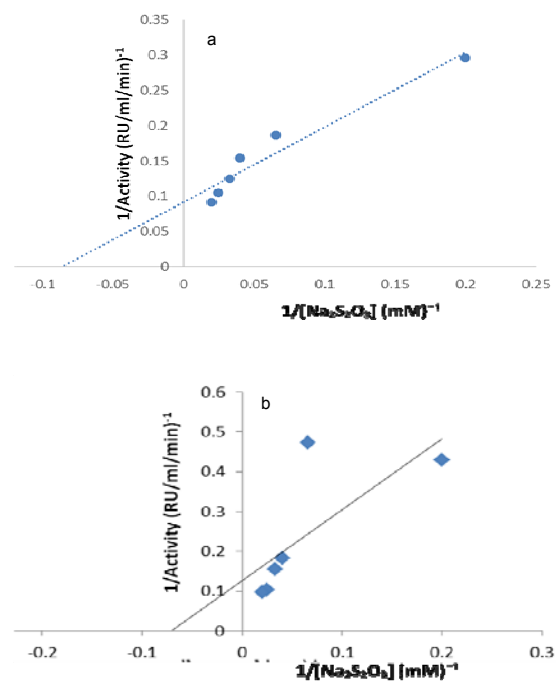 a
0.35
0.3
0.25
0.2
0.15
0.1
0.05
0
1/Activity (RU/ml/min)⁻¹
-0.1 -0.05 0 0.05 0.1 0.15 0.2 0.25
1/[Na₂S₂O₃] (mM)⁻¹
b
0.6
0.5
0.4
0.3
0.2
0.1
0
1/Activity (RU/ml/min)⁻¹
-0.2 -0.1 0 0.1 0.2 0.3
1/[Na₂S₂O₃] (mM)⁻¹